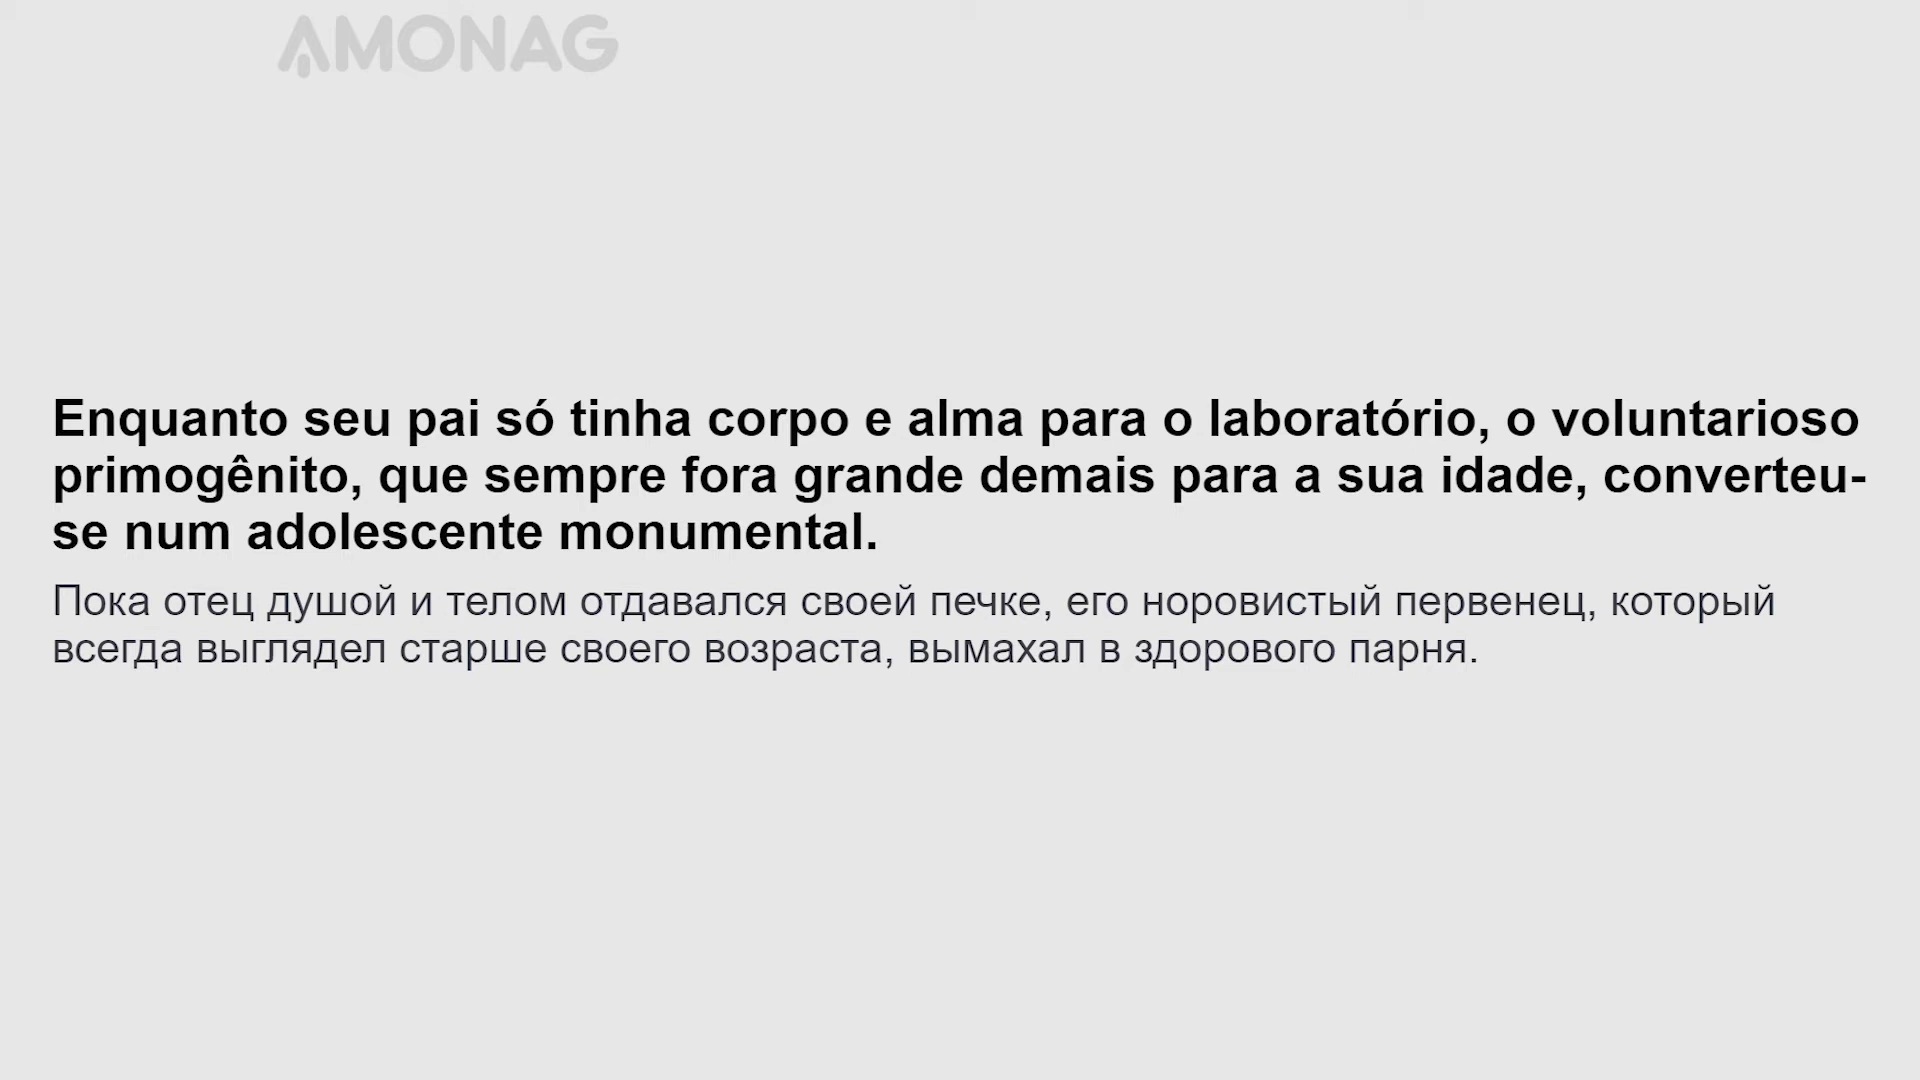 AMONAG
Enquanto seu pai só tinha corpo e alma para o laboratório, o voluntarioso
primogênito, que sempre fora grande demais para a sua idade, converteu-
se num adolescente monumental.
Пока отец душой и телом отдавался своей печке, его норовистый первенец, который
всегда выглядел старше своего возраста, вымахал в здорового парня.